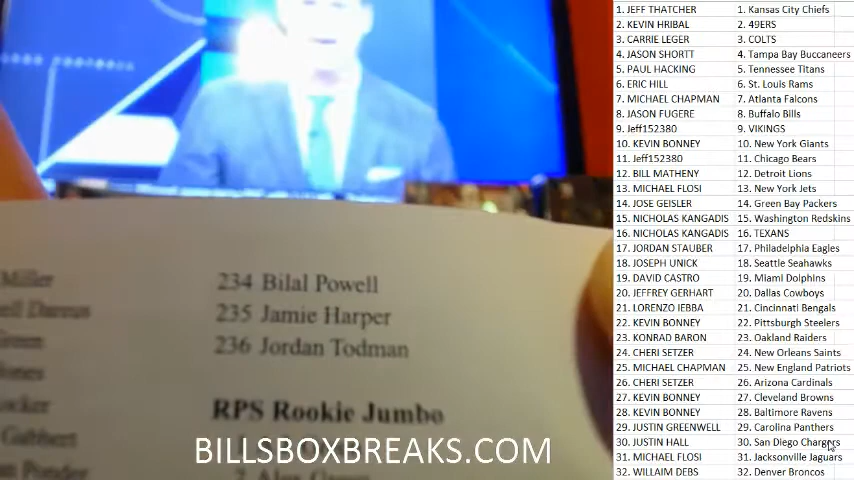 1. JEFF THATCHER 1. Kansas City Chiefs
2. KEVIN HRIBAL 2. 49ERS
3. CARRIE LEGER 3. COLTS
4. JASON SHORTT 4. Tampa Bay Buccaneers
5. PAUL HACKING 5. Tennessee Titans
6. ERIC HILL 6. St. Louis Rams
7. MICHAEL CHAPMAN 7. Atlanta Falcons
8. JASON FUGERE 8. Buffalo Bills
9. Jeff152380 9. VIKINGS
10. KEVIN BONNEY 10. New York Giants
11. Jeff152380 11. Chicago Bears
12. BILL MATHENY 12. Detroit Lions
13. MICHAEL FLOSI 13. New York Jets
14. JOSE GEISLER 14. Green Bay Packers
15. NICHOLAS KANGADIS 15. Washington Redskins
16. NICHOLAS KANGADIS 16. TEXANS
17. JORDAN STAUBER 17. Philadelphia Eagles
18. JOSEPH UNICK 18. Seattle Seahawks
19. DAVID CASTRO 19. Miami Dolphins
20. JEFFREY GERHART 20. Dallas Cowboys
21. LORENZO IEBBA 21. Cincinnati Bengals
22. KEVIN BONNEY 22. Pittsburgh Steelers
23. KONRAD BARON 23. Oakland Raiders
24. CHERI SETZER 24. New Orleans Saints
25. MICHAEL CHAPMAN 25. New England Patriots
26. CHERI SETZER 26. Arizona Cardinals
27. KEVIN BONNEY 27. Cleveland Browns
28. KEVIN BONNEY 28. Baltimore Ravens
29. JUSTIN GREENWELL 29. Carolina Panthers
30. JUSTIN HALL 30. San Diego Chargers
31. MICHAEL FLOSI 31. Jacksonville Jaguars
32. WILLAIM DEBS 32. Denver Broncos
Miller
234 Bilal Powell
235 Jamie Harper
236 Jordan Todman
RPS Rookie Jumbo
BILLSBOXBREAKS.COM